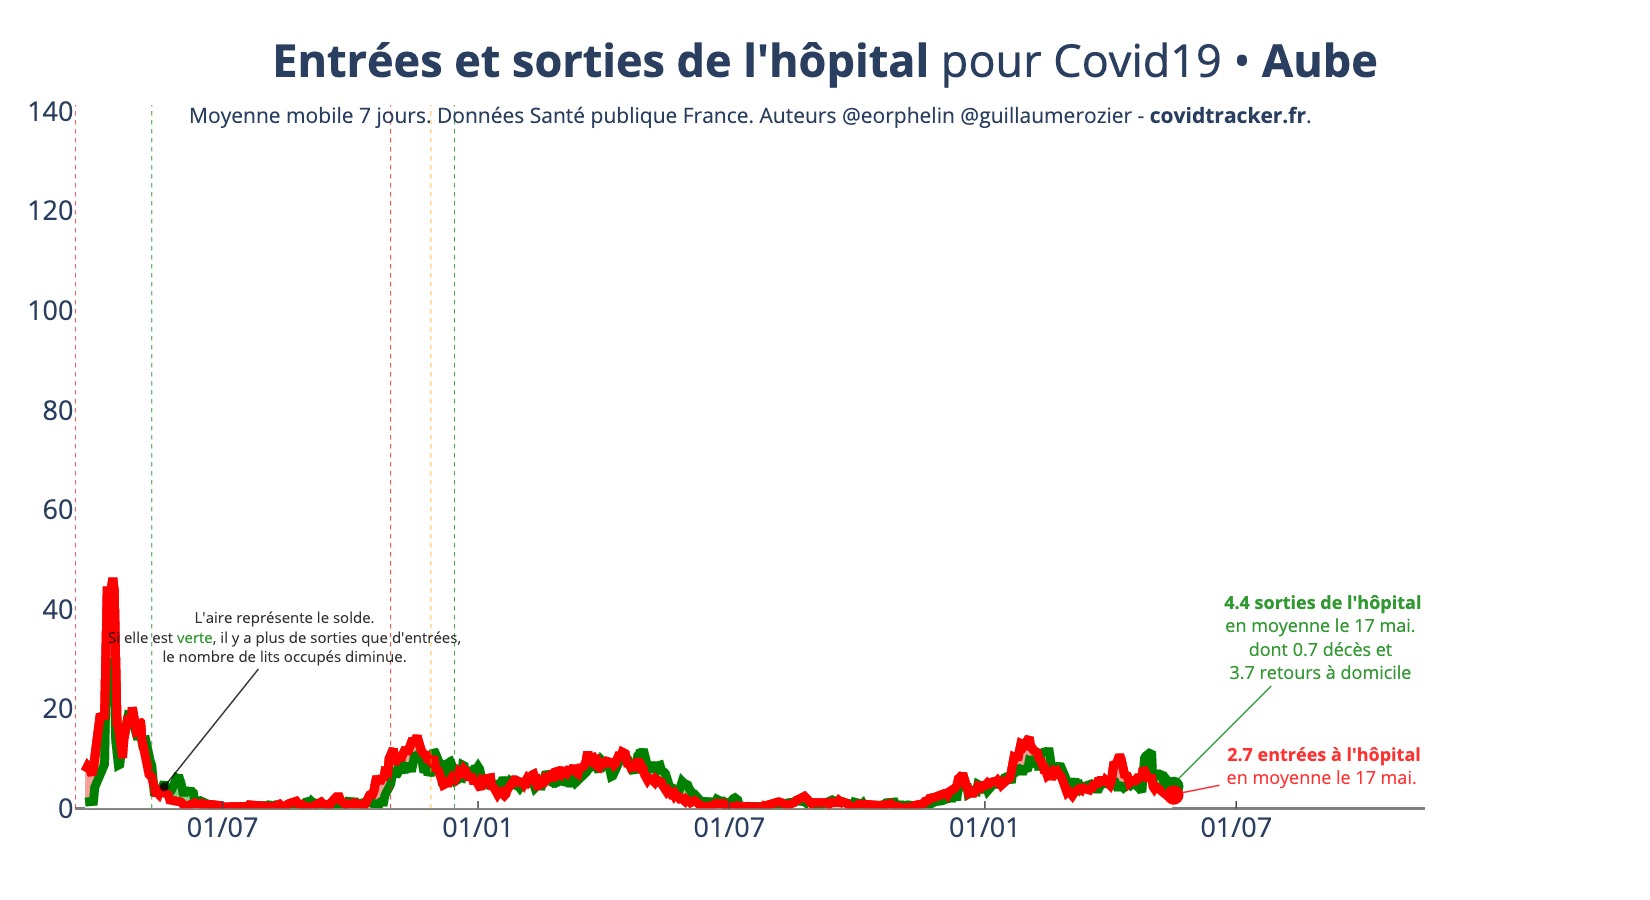 Entrées et sorties de l'hôpital pour Covid19 • Aube
Moyenne mobile 7 jours. Données Santé publique France. Auteurs @eorphelin @guillaumerozier - covidtracker.fr.
140
120
100
80
60
40
20
0
L'aire représente le solde.
Si elle est verte, il y a plus de sorties que d'entrées,
le nombre de lits occupés diminue.
4.4 sorties de l'hôpital
en moyenne le 17 mai.
dont 0.7 décès et
3.7 retours à domicile
2.7 entrées à l'hôpital
en moyenne le 17 mai.
01/07
01/01
01/07
01/01
01/07